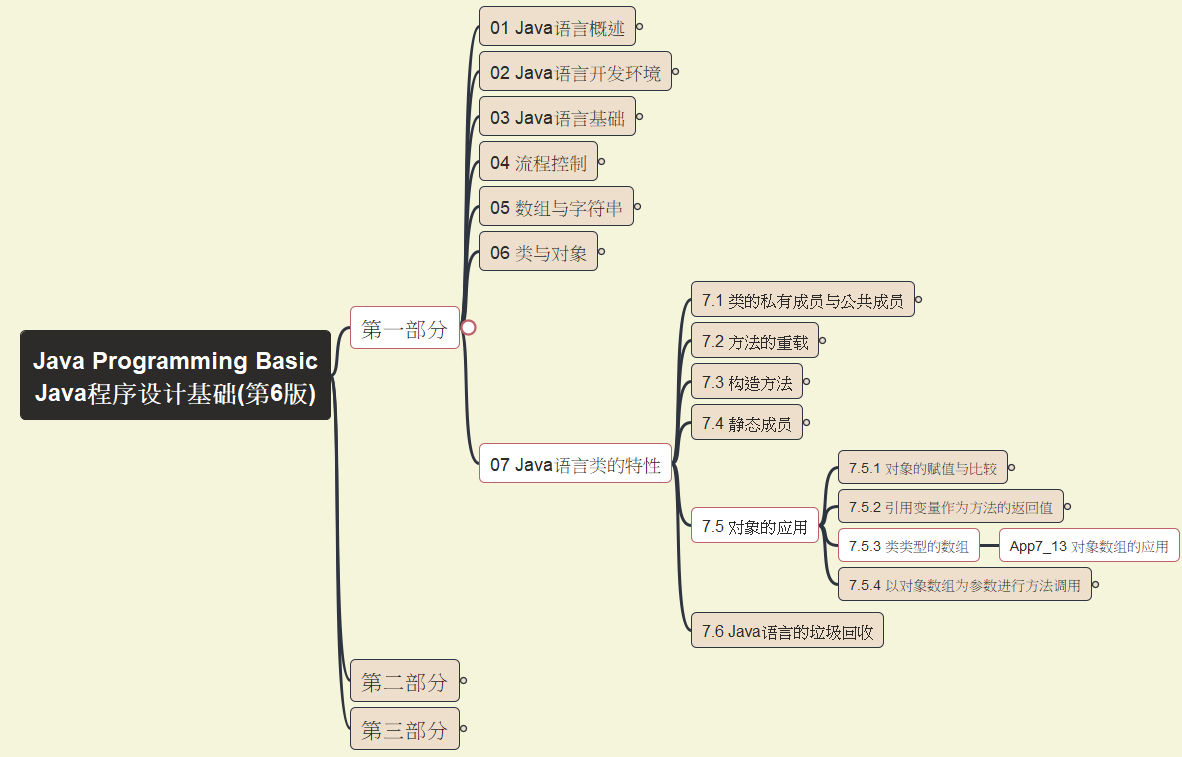 Java Programming Basic
Java程序设计基础(第6版)
第一部分
01 Java语言概述
02 Java语言开发环境
03 Java语言基础
04 流程控制
05 数组与字符串
06 类与对象
07 Java语言类的特性
7.1 类的私有成员与公共成员
7.2 方法的重载
7.3 构造方法
7.4 静态成员
7.5 对象的应用
7.5.1 对象的赋值与比较
7.5.2 引用变量作为方法的返回值
7.5.3 类类型的数组
App7_13 对象数组的应用
7.5.4 以对象数组为参数进行方法调用
7.6 Java语言的垃圾回收
第二部分
第三部分